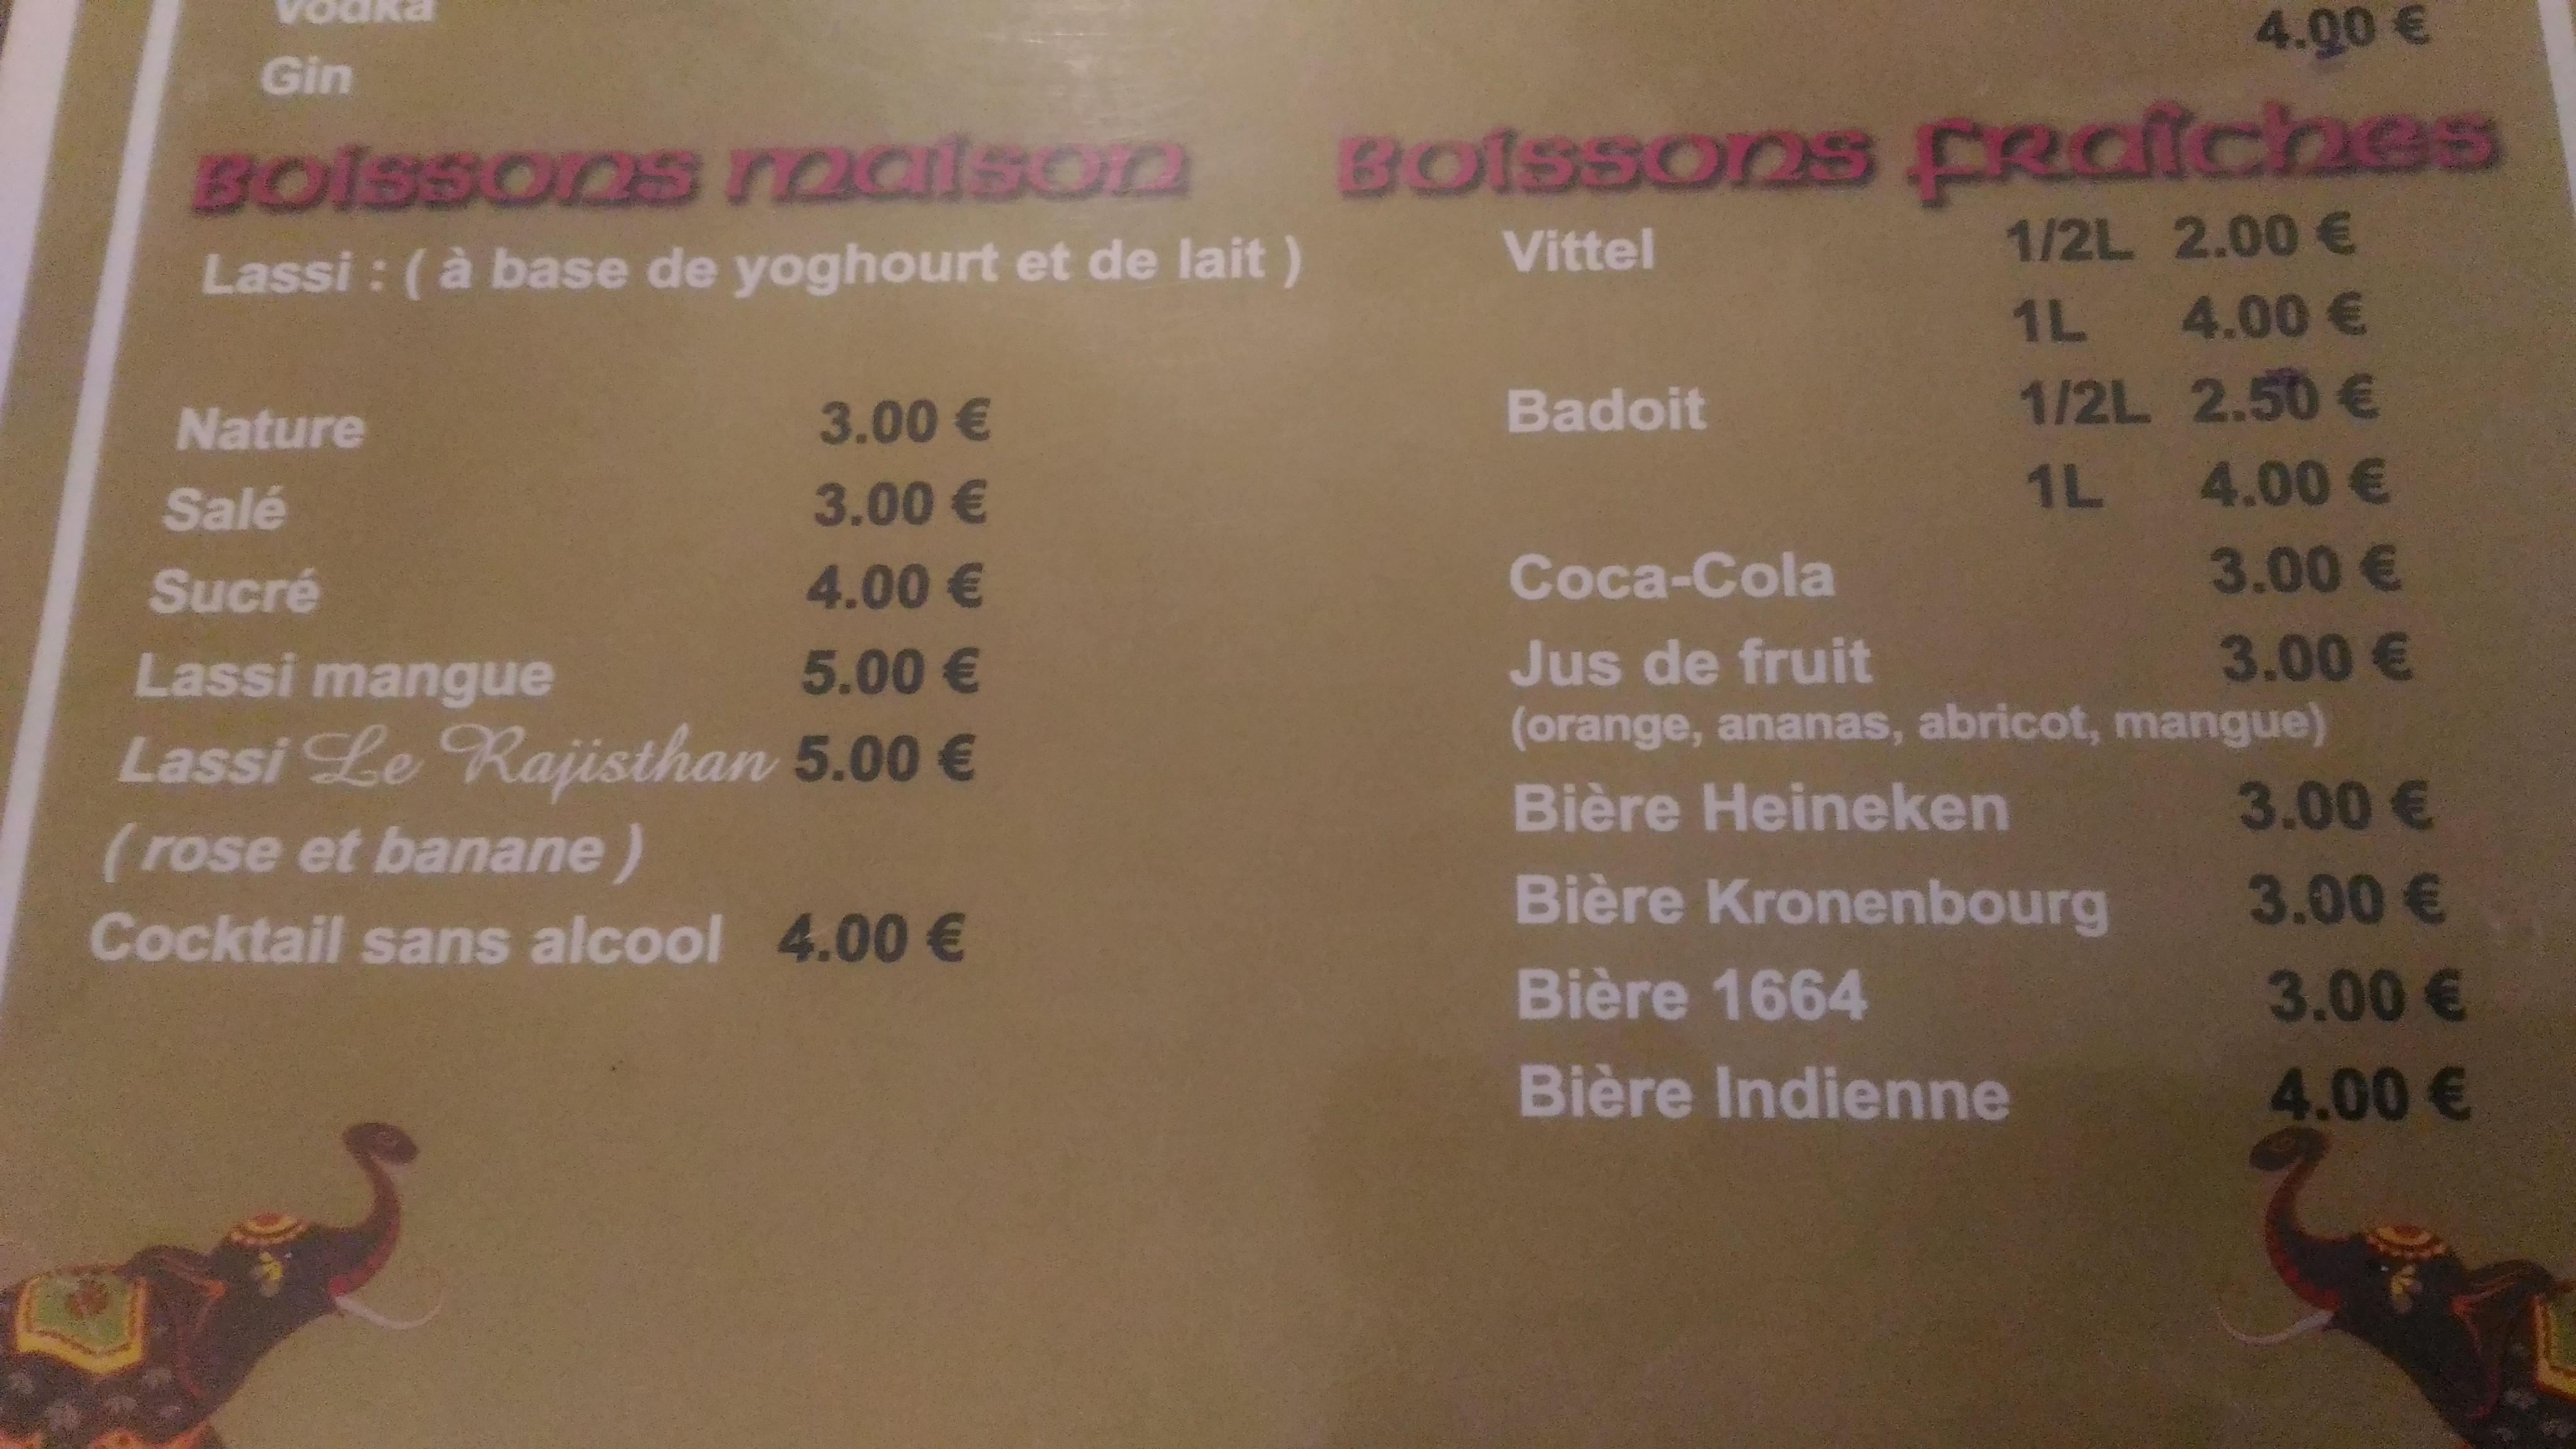 Vodka
Gin
4.00 €
Boissons maison
Lassi : ( à base de yoghourt et de lait )
Nature 3.00 €
Salé 3.00 €
Sucré 4.00 €
Lassi mangue 5.00 €
Lassi Le Rajisthan 5.00 €
( rose et banane )
Cocktail sans alcool 4.00 €
Boissons fraîches
Vittel 1/2L 2.00 €
1L 4.00 €
Badoit 1/2L 2.50 €
1L 4.00 €
Coca-Cola 3.00 €
Jus de fruit 3.00 €
(orange, ananas, abricot, mangue)
Bière Heineken 3.00 €
Bière Kronenbourg 3.00 €
Bière 1664 3.00 €
Bière Indienne 4.00 €